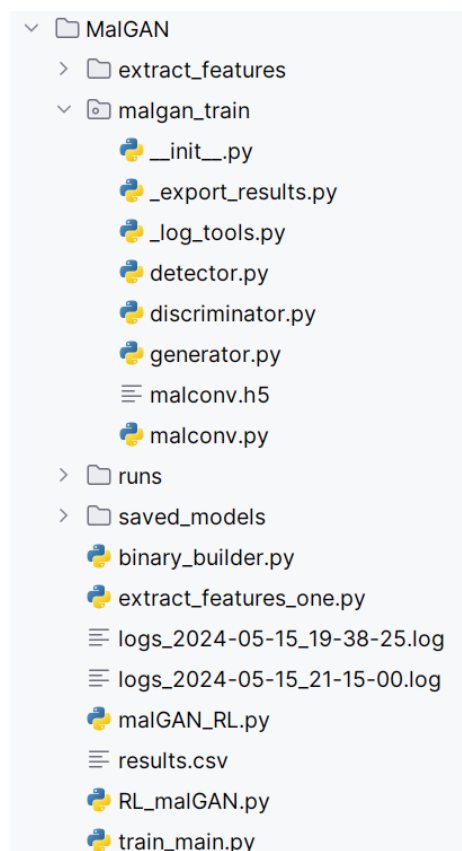 MalGAN
extract_features
malgan_train
__init__.py
_export_results.py
_log_tools.py
detector.py
discriminator.py
generator.py
malconv.h5
malconv.py
runs
saved_models
binary_builder.py
extract_features_one.py
logs_2024-05-15_19-38-25.log
logs_2024-05-15_21-15-00.log
malGAN_RL.py
results.csv
RL_malGAN.py
train_main.py